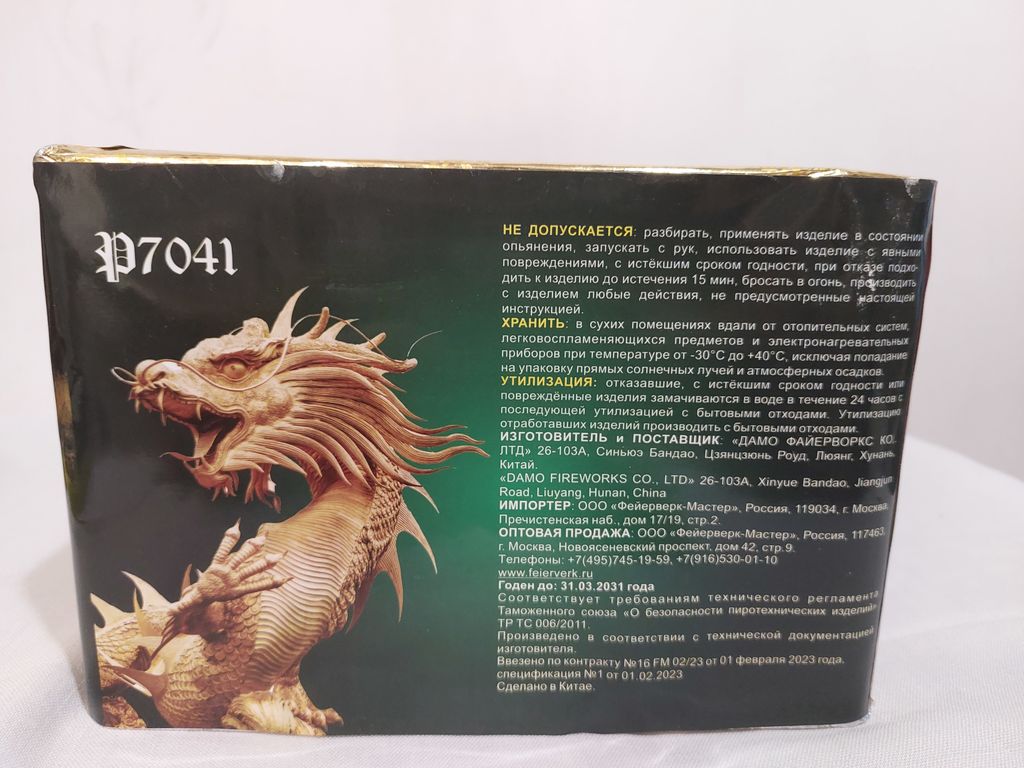 P7041
НЕ ДОПУСКАЕТСЯ: разбирать, применять изделие в состоянии
опьянения, запускать с рук, использовать изделие с явными
повреждениями, с истёкшим сроком годности, при отказе подхо-
дить к изделию до истечения 15 мин, бросать в огонь, производить
с изделием любые действия, не предусмотренные настоящей
инструкцией.
ХРАНИТЬ: в сухих помещениях вдали от отопительных систем,
легковоспламеняющихся предметов и электронагревательных
приборов при температуре от -30°С до +40°С, исключая попадание
на упаковку прямых солнечных лучей и атмосферных осадков.
УТИЛИЗАЦИЯ: отказавшие, с истёкшим сроком годности или
повреждённые изделия замачиваются в воде в течение 24 часов с
последующей утилизацией с бытовыми отходами. Утилизацию
отработавших изделий производить с бытовыми отходами.
ИЗГОТОВИТЕЛЬ и ПОСТАВЩИК: «ДАМО ФАЙЕРВОРКС КО.,
ЛТД» 26-103А, Синьюэ Бандао, Цзянцзюнь Роуд, Люянг, Хунань,
Китай.
«DAMO FIREWORKS CO., LTD» 26-103A, Xinyue Bandao, Jiangjun
Road, Liuyang, Hunan, China
ИМПОРТЕР: ООО «Фейерверк-Мастер», Россия, 119034, г. Москва,
Пречистенская наб., дом 17/19, стр.2.
ОПТОВАЯ ПРОДАЖА: ООО «Фейерверк-Мастер», Россия, 117463,
г. Москва, Новоясеневский проспект, дом 42, стр.9.
Телефоны: +7(495)745-19-59, +7(916)530-01-10
www.feierverk.ru
Годен до: 31.03.2031 года
Соответствует требованиям технического регламента
Таможенного союза «О безопасности пиротехнических изделий»
ТР ТС 006/2011.
Произведено в соответствии с технической документацией
изготовителя.
Ввезено по контракту №16 FM 02/23 от 01 февраля 2023 года,
спецификация №1 от 01.02.2023
Сделано в Китае.